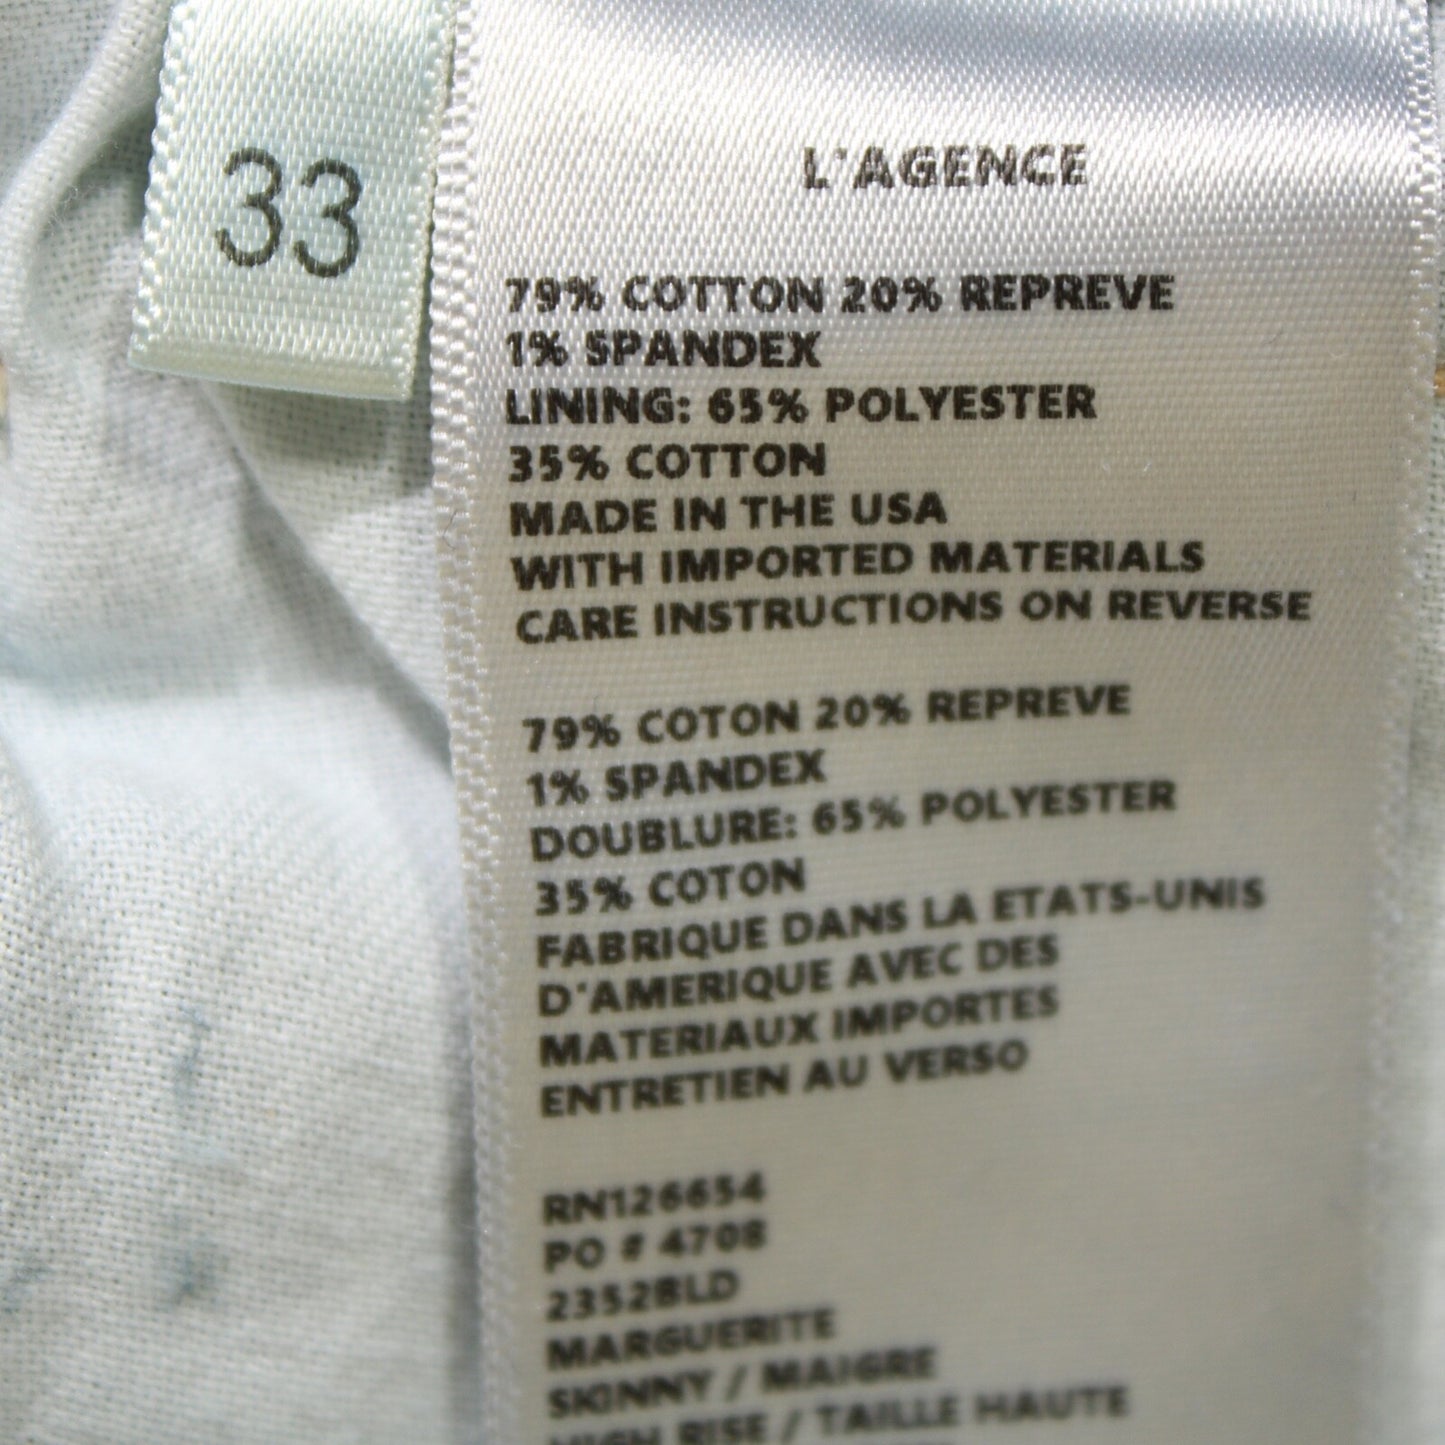 33
L'AGENCE
79% COTTON 20% REPREVE
1% SPANDEX
LINING: 65% POLYESTER
35% COTTON
MADE IN THE USA
WITH IMPORTED MATERIALS
CARE INSTRUCTIONS ON REVERSE
79% COTON 20% REPREVE
1% SPANDEX
DOUBLURE: 65% POLYESTER
35% COTON
FABRIQUE DANS LA ETATS-UNIS
D'AMERIQUE AVEC DES
MATERIAUX IMPORTES
ENTRETIEN AU VERSO
RN126654
PO # 4708
2352BLD
MARGUERITE
SKINNY / MAIGRE
HIGH RISE / TAILLE HAUTE